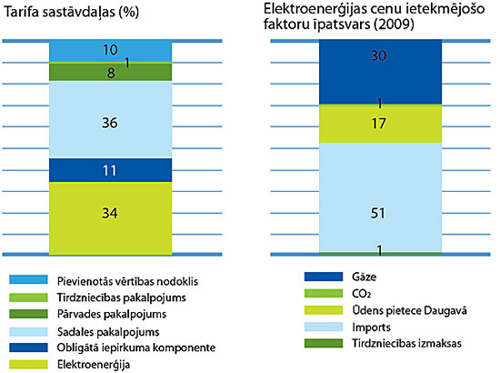 Tarifa sastāvdaļas (%)
10
1
8
36
11
34
Pievienotās vērtības nodoklis
Tirdzniecības pakalpojums
Pārvades pakalpojums
Sadales pakalpojums
Obligātā iepirkuma komponente
Elektroenerģija
Elektroenerģijas cenu ietekmējošo
faktoru īpatsvars (2009)
30
1
17
51
1
Gāze
CO₂
Ūdens pietece Daugavā
Imports
Tirdzniecības izmaksas